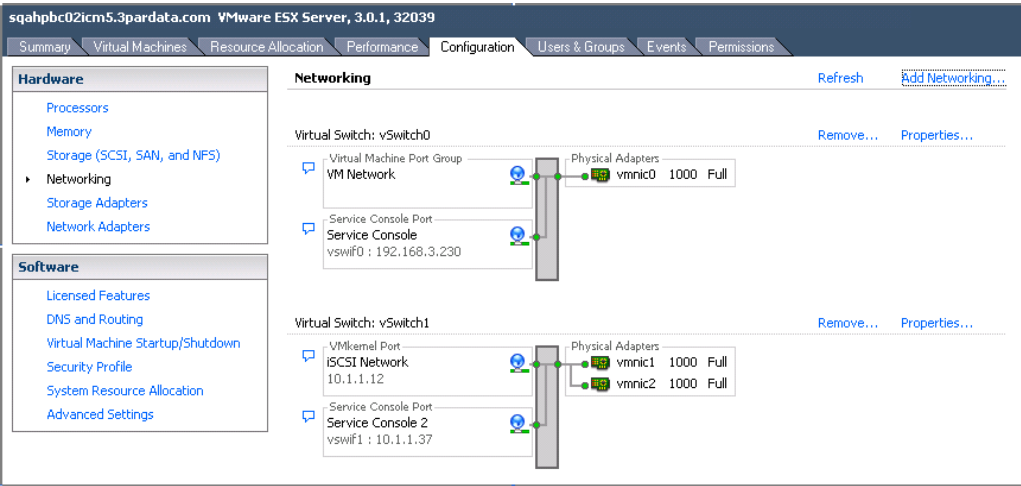 sqahpbc02icm5.3pardata.com VMware ESX Server, 3.0.1, 32039
Summary Virtual Machines Resource Allocation Performance Configuration Users & Groups Events Permissions
Hardware
Processors
Memory
Storage (SCSI, SAN, and NFS)
Networking
Storage Adapters
Network Adapters
Software
Licensed Features
DNS and Routing
Virtual Machine Startup/Shutdown
Security Profile
System Resource Allocation
Advanced Settings
Networking Refresh Add Networking...
Virtual Switch: vSwitch0 Remove... Properties...
Virtual Machine Port Group
VM Network
Physical Adapters
vmnic0 1000 Full
Service Console Port
Service Console
vswif0 : 192.168.3.230
Virtual Switch: vSwitch1 Remove... Properties...
VMkernel Port
iSCSI Network
10.1.1.12
Physical Adapters
vmnic1 1000 Full
vmnic2 1000 Full
Service Console Port
Service Console 2
vswif1 : 10.1.1.37